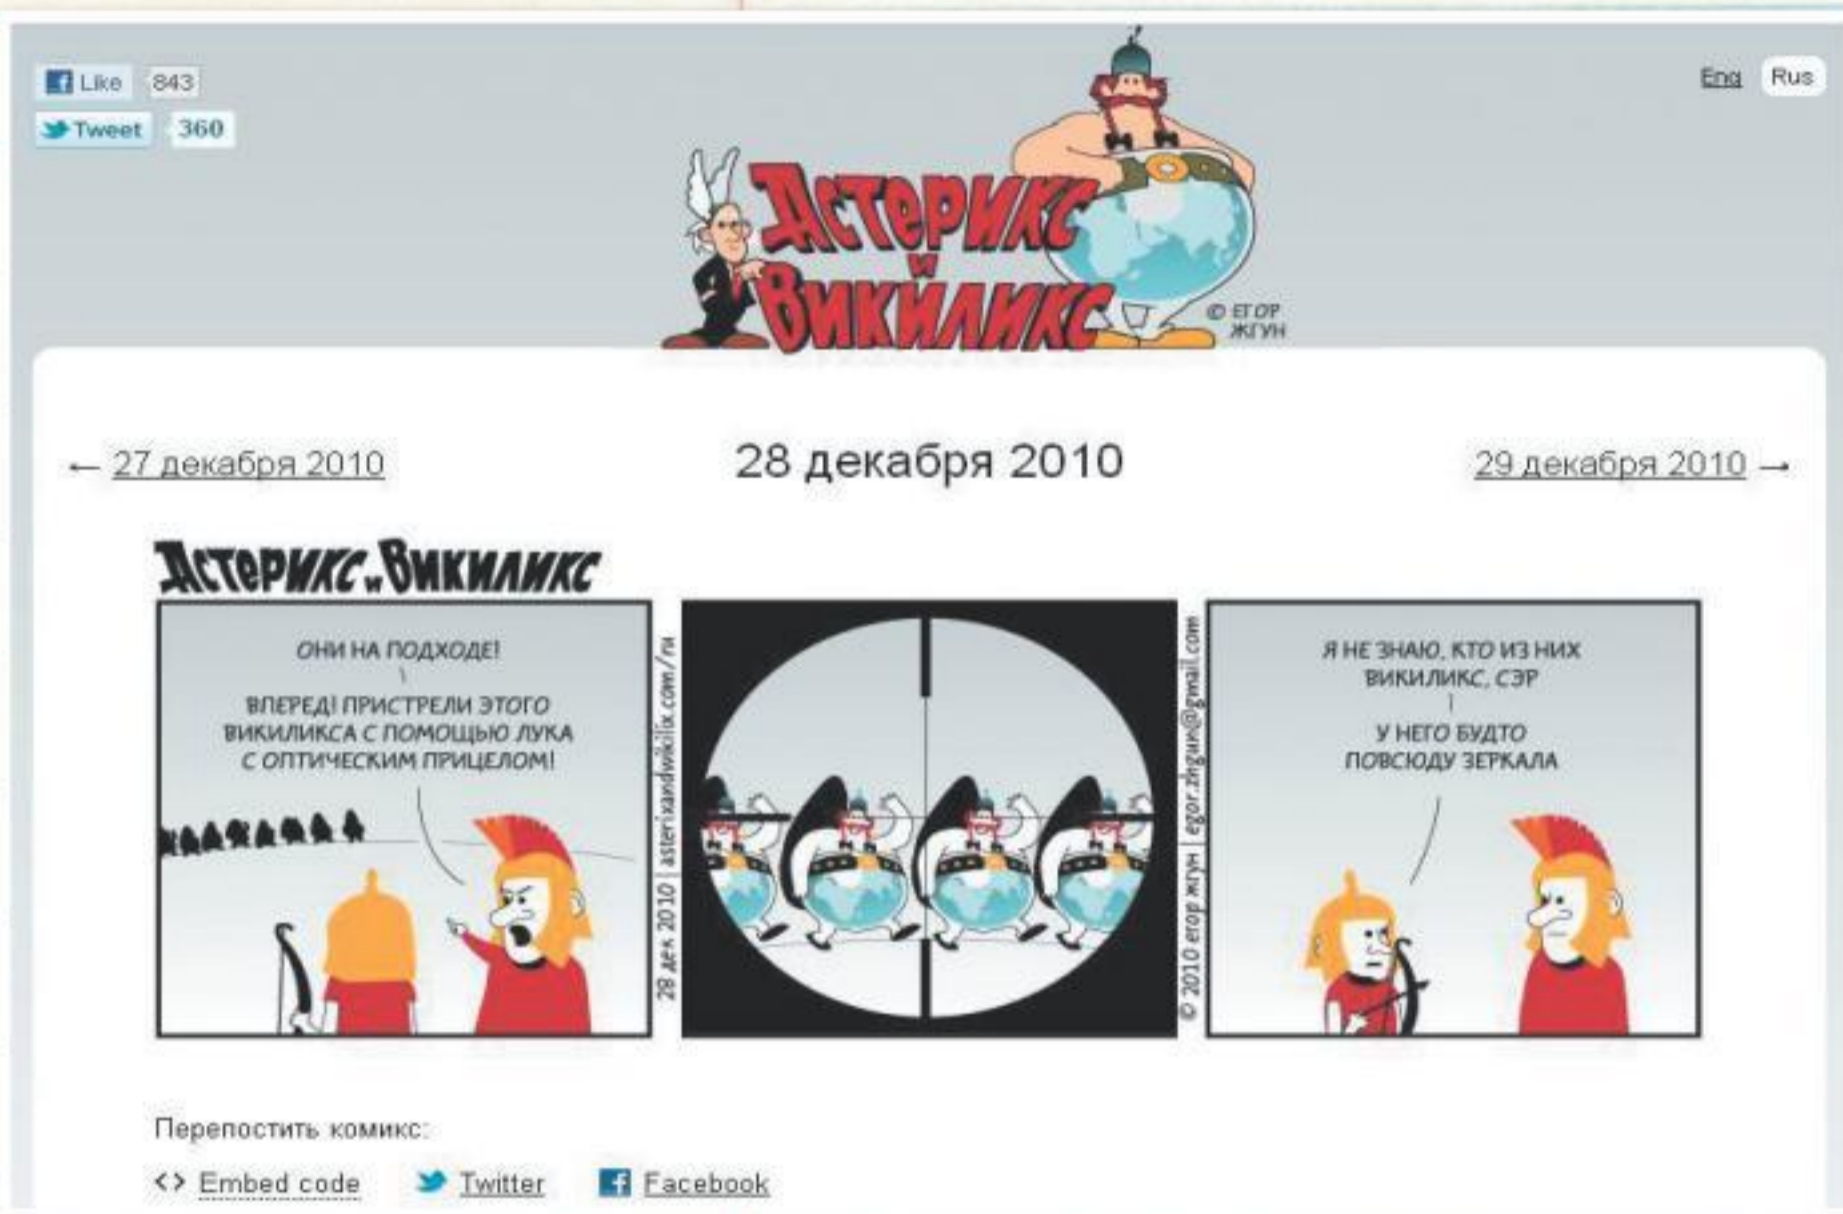 Like 843
Tweet 360
Eng Rus
Астерикс
и
Викиликс
© ЕГОР
ЖГУН
← 27 декабря 2010
28 декабря 2010
29 декабря 2010 →
Астерикс и Викиликс
ОНИ НА ПОДХОДЕ!
ВПЕРЕД! ПРИСТРЕЛИ ЭТОГО
ВИКИЛИКСА С ПОМОЩЬЮ ЛУКА
С ОПТИЧЕСКИМ ПРИЦЕЛОМ!
28 дек 2010 | asterixandwikilix.com/ru
© 2010 егор жгун | egor.zhgun@gmail.com
Я НЕ ЗНАЮ, КТО ИЗ НИХ
ВИКИЛИКС, СЭР
У НЕГО БУДТО
ПОВСЮДУ ЗЕРКАЛА
Перепостить комикс:
<> Embed code Twitter Facebook